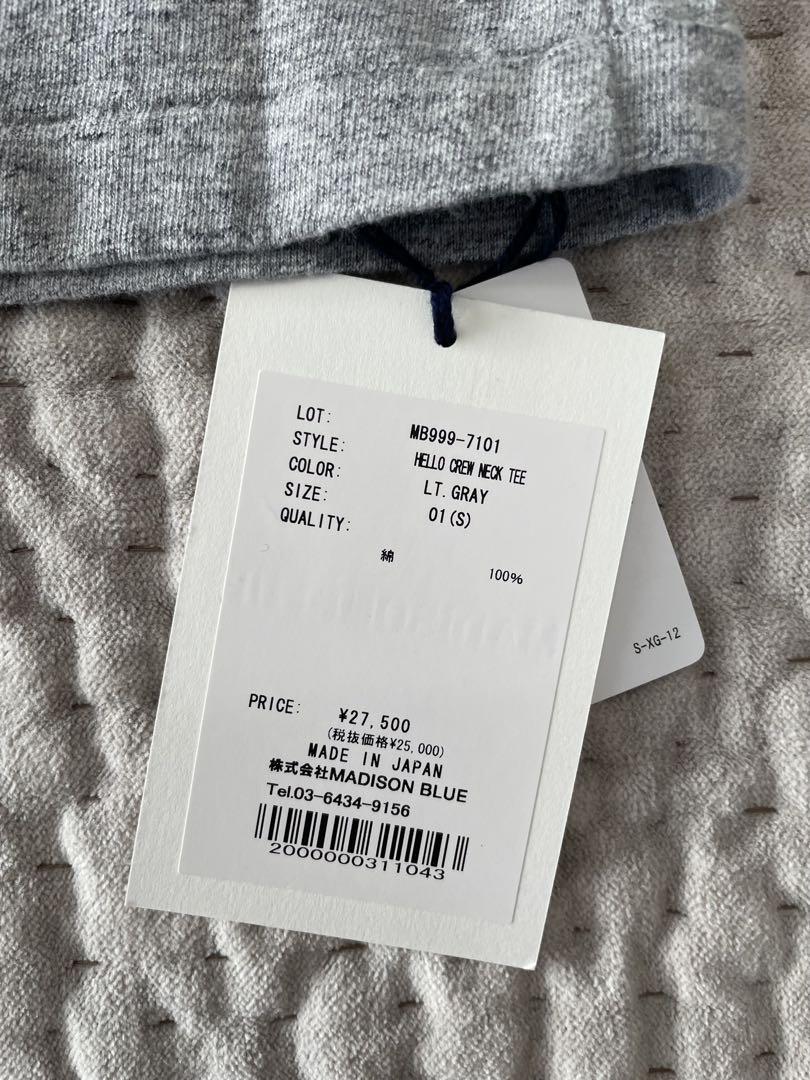 LOT: MB999-7101
STYLE: HELLO CREW NECK TEE
COLOR: LT. GRAY
SIZE: 01(S)
QUALITY:
綿 100%
S-XG-12
PRICE: ¥27,500
(税抜価格¥25,000)
MADE IN JAPAN
株式会社MADISON BLUE
Tel.03-6434-9156
2000000311043